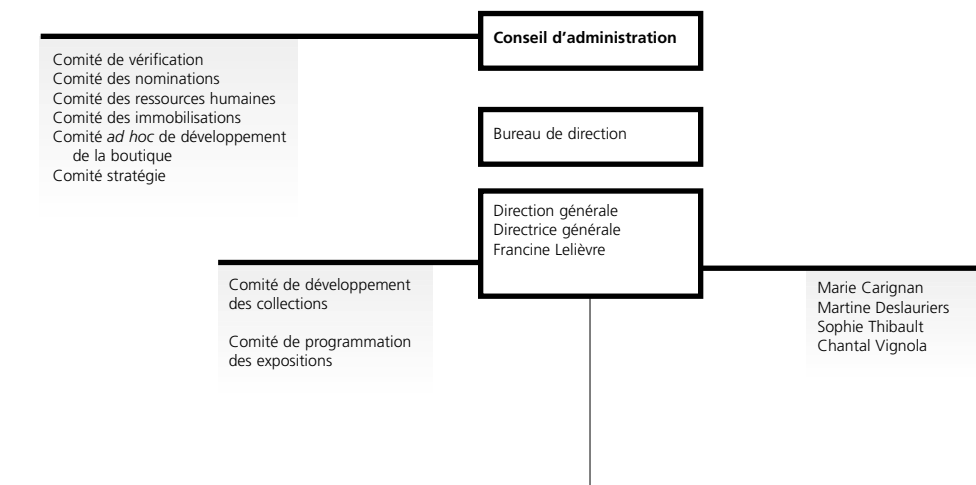 Conseil d'administration
Comité de vérification
Comité des nominations
Comité des ressources humaines
Comité des immobilisations
Comité ad hoc de développement
de la boutique
Comité stratégie
Bureau de direction
Direction générale
Directrice générale
Francine Lelièvre
Comité de développement
des collections
Comité de programmation
des expositions
Marie Carignan
Martine Deslauriers
Sophie Thibault
Chantal Vignola